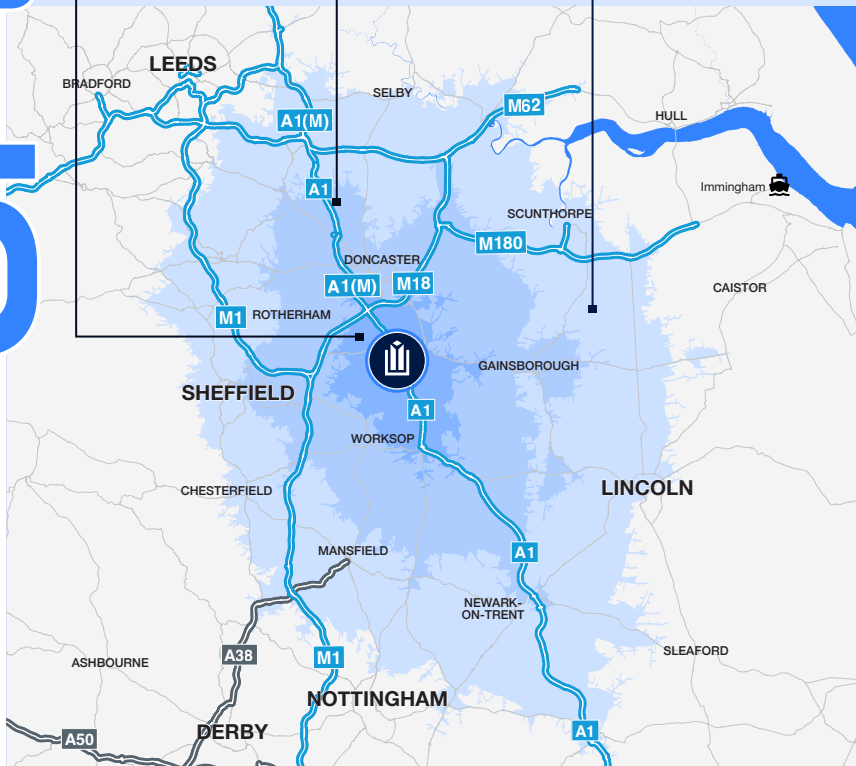 LEEDS
BRADFORD
SELBY
M62
HULL
A1(M)
Immingham
A1
SCUNTHORPE
M180
DONCASTER
A1(M)
M18
CAISTOR
M1
ROTHERHAM
GAINSBOROUGH
SHEFFIELD
A1
WORKSOP
CHESTERFIELD
LINCOLN
MANSFIELD
A1
NEWARK-
ON-TRENT
A38
M1
ASHBOURNE
SLEAFORD
NOTTINGHAM
DERBY
A50
A1